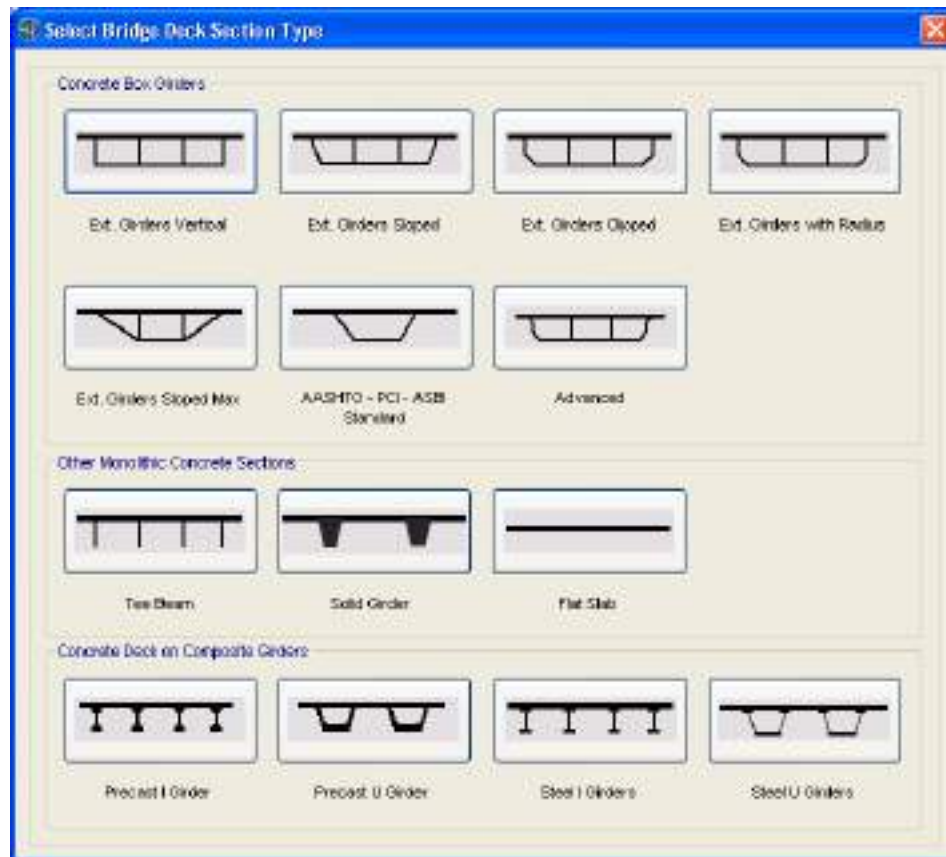 Select Bridge Deck Section Type
Concrete Box Girders
Ext. Girders Vertical
Ext. Girders Sloped
Ext. Girders Clipped
Ext. Girders with Radius
Ext. Girders Sloped Max
AASHTO - PCI - ASBI
Standard
Advanced
Other Monolithic Concrete Sections
Tee Beam
Solid Girder
Flat Slab
Concrete Deck on Composite Girders
Precast I Girder
Precast U Girder
Steel I Girders
Steel U Girders